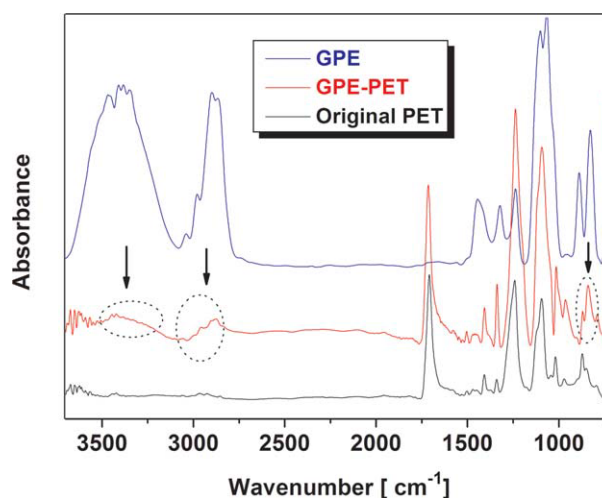 GPE
GPE-PET
Original PET
Absorbance
3500 3000 2500 2000 1500 1000
Wavenumber [ cm-1]